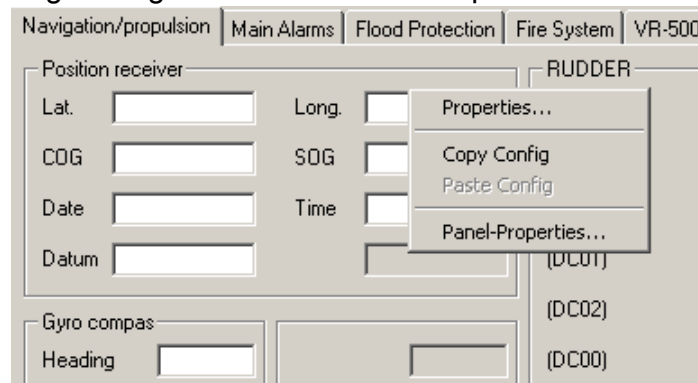 Navigation/propulsion Main Alarms Flood Protection Fire System VR-500
Position receiver RUDDER
Lat. Long. Properties...
COG SOG Copy Config
Paste Config
Date Time
Panel-Properties...
Datum (DC01)
(DC02)
Gyro compas
Heading (DC00)